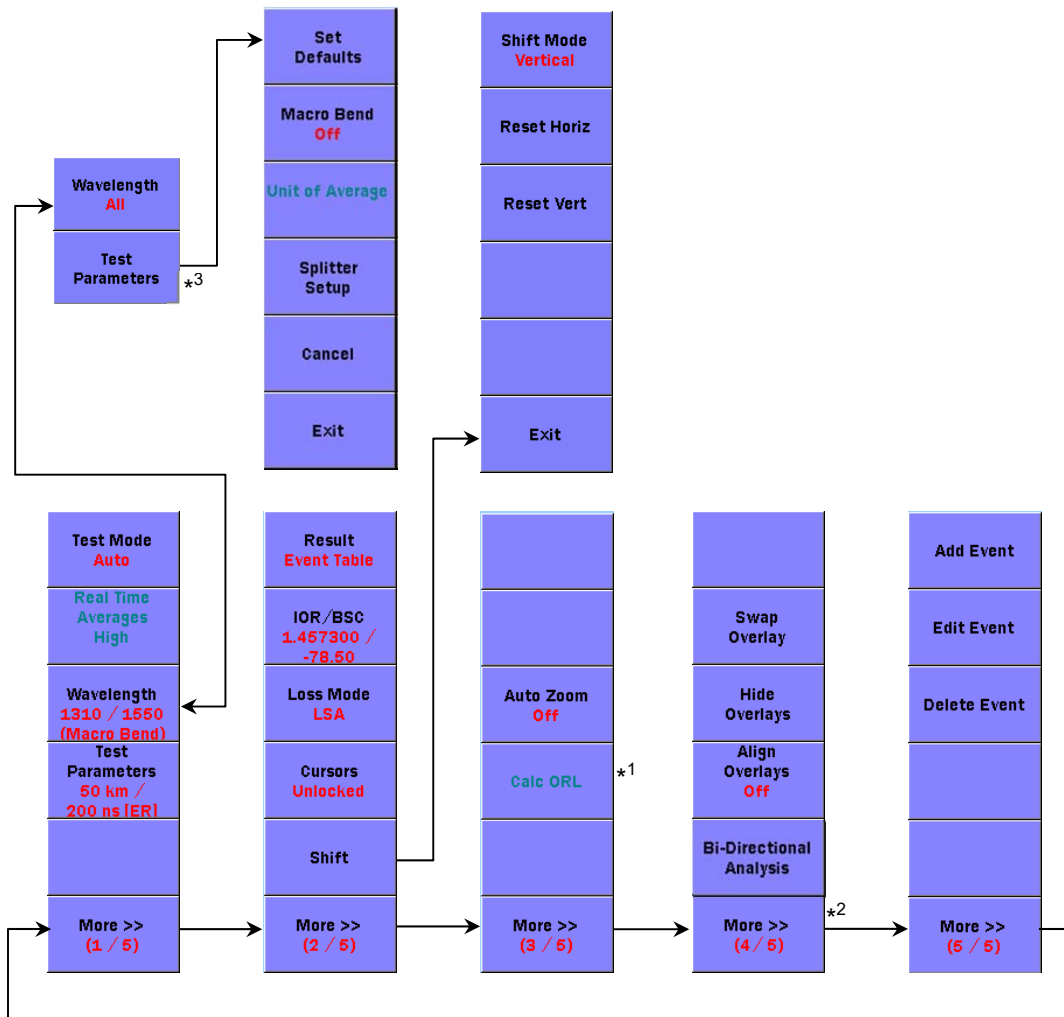 Set
Defaults
Macro Bend
Off
Unit of Average
Splitter
Setup
Cancel
Exit
Shift Mode
Vertical
Reset Horiz
Reset Vert
Exit
Wavelength
All
Test
Parameters
*3
Test Mode
Auto
Real Time
Averages
High
Wavelength
1310 / 1550
(Macro Bend)
Test
Parameters
50 km /
200 ns [ER]
More >>
(1 / 5)
Result
Event Table
IOR/BSC
1.457300 /
-78.50
Loss Mode
LSA
Cursors
Unlocked
Shift
More >>
(2 / 5)
Auto Zoom
Off
Calc ORL
*1
More >>
(3 / 5)
Swap
Overlay
Hide
Overlays
Align
Overlays
Off
Bi-Directional
Analysis
More >>
(4 / 5)
*2
Add Event
Edit Event
Delete Event
More >>
(5 / 5)